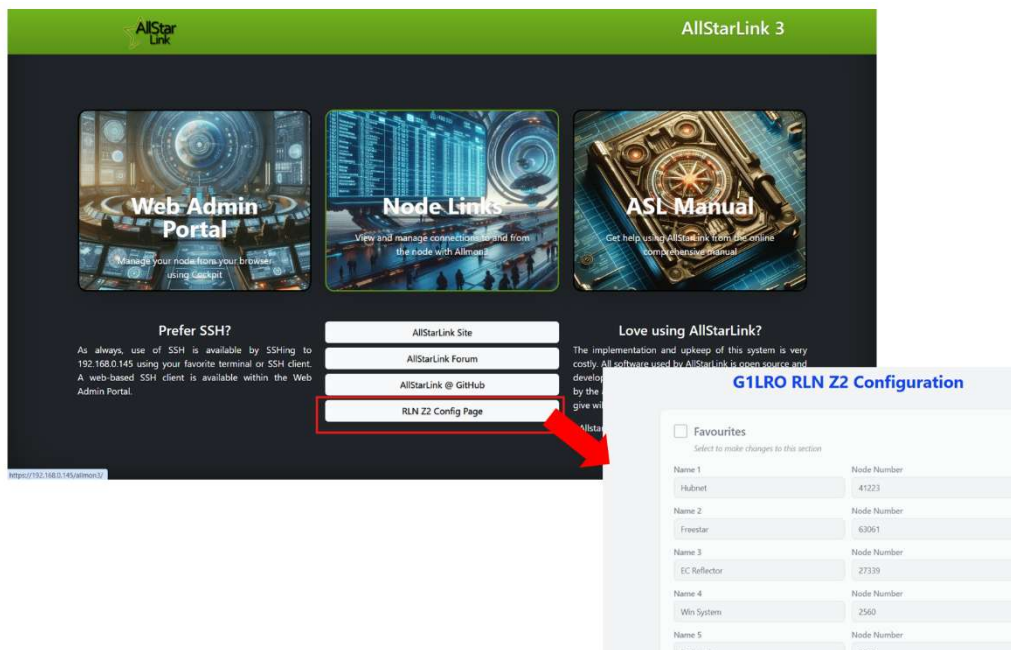 AllStar
Link
AllStarLink 3
Web Admin
Portal
Manage your node from your browser
using Cockpit
Node Links
View and manage connections to and from
the node with Allmon3
ASL Manual
Get help using AllStarLink from the online
comprehensive manual
Prefer SSH?
As always, use of SSH is available by SSHing to
192.168.0.145 using your favorite terminal or SSH client.
A web-based SSH client is available within the Web
Admin Portal.
AllStarLink Site
AllStarLink Forum
AllStarLink @ GitHub
RLN Z2 Config Page
Love using AllStarLink?
The implementation and upkeep of this system is very
costly. All software used by AllStarLink is open source and
by the
give
https://192.168.0.145/allmon3/
G1LRO RLN Z2 Configuration
Favourites
Select to make changes to this section
Name 1 Node Number
Hubnet 41223
Name 2 Node Number
Freestar 63061
Name 3 Node Number
EC Reflector 27339
Name 4 Node Number
Win System 2560
Name 5 Node Number